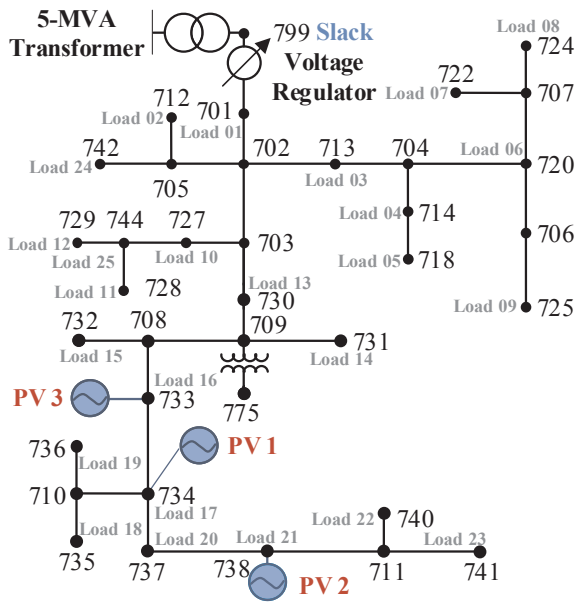 5-MVA
Transformer
799 Slack
Voltage
Regulator
Load 08
724
722
Load 07
707
712
Load 02
701
Load 01
742
Load 24
705
702
713
Load 03
704
Load 06
720
Load 04
714
706
Load 05
718
Load 09
725
729
744
727
Load 12
Load 25
Load 10
703
Load 11
728
Load 13
730
732
708
709
731
Load 15
Load 14
Load 16
PV 3
733
775
736
Load 19
PV 1
710
734
Load 18
Load 17
735
Load 20
737
Load 21
738
PV 2
Load 22
740
Load 23
711
741